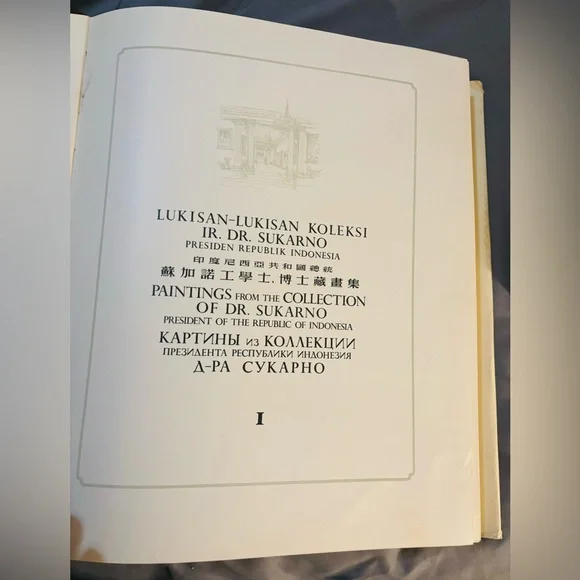 LUKISAN-LUKISAN KOLEKSI
IR. DR. SUKARNO
PRESIDEN REPUBLIK INDONESIA
印度尼西亞共和國總統
蘇加諾工學士,博士藏畫集
PAINTINGS FROM THE COLLECTION
OF DR. SUKARNO
PRESIDENT OF THE REPUBLIC OF INDONESIA
КАРТИНЫ ИЗ КОЛЛЕКЦИИ
ПРЕЗИДЕНТА РЕСПУБЛИКИ ИНДОНЕЗИЯ
Д-РА СУКАРНО
I